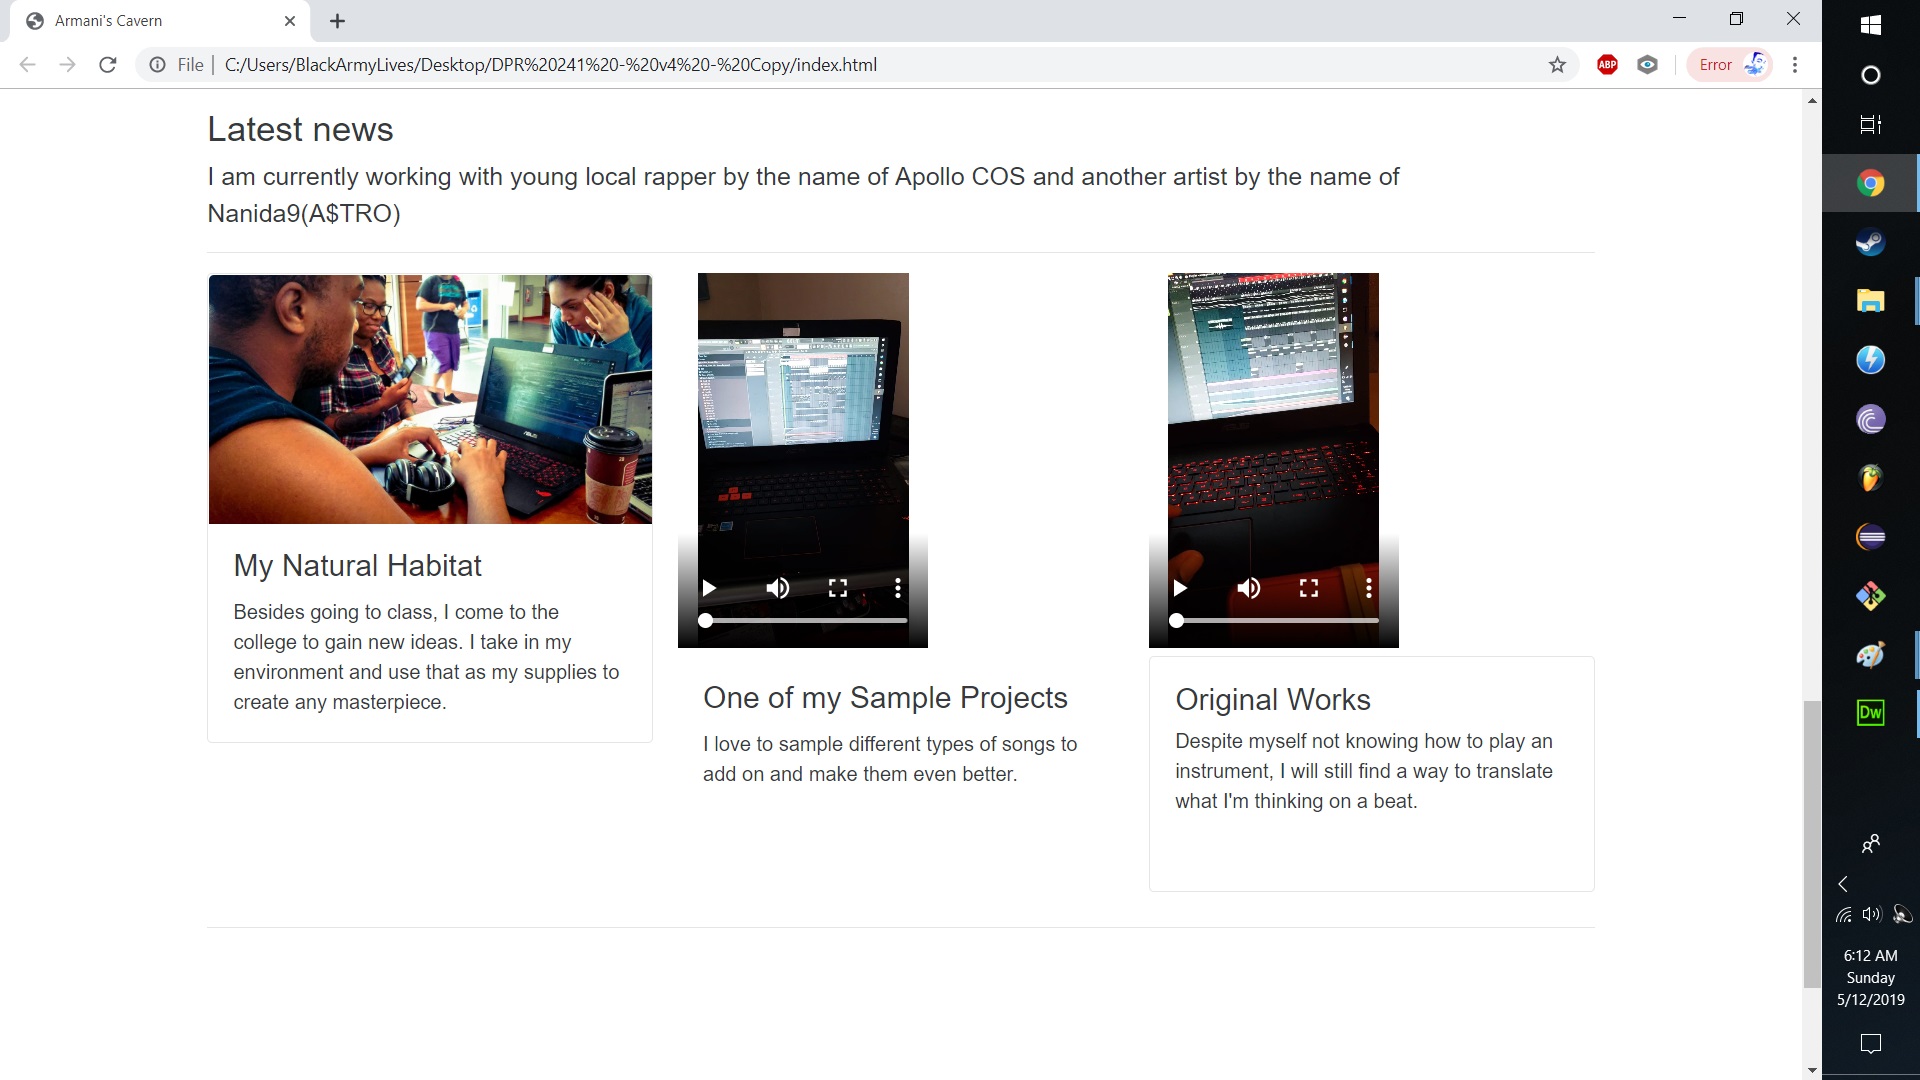 Armani's Cavern
File
C:/Users/BlackArmyLives/Desktop/DPR%20241%20-%20v4%20-%20Copy/index.html
ABP
Error
Latest news
I am currently working with young local rapper by the name of Apollo COS and another artist by the name of
Nanida9(A$TRO)
My Natural Habitat
Besides going to class, I come to the
college to gain new ideas. I take in my
environment and use that as my supplies to
create any masterpiece.
One of my Sample Projects
I love to sample different types of songs to
add on and make them even better.
Original Works
Despite myself not knowing how to play an
instrument, I will still find a way to translate
what I'm thinking on a beat.
Dw
6:12 AM
Sunday
5/12/2019